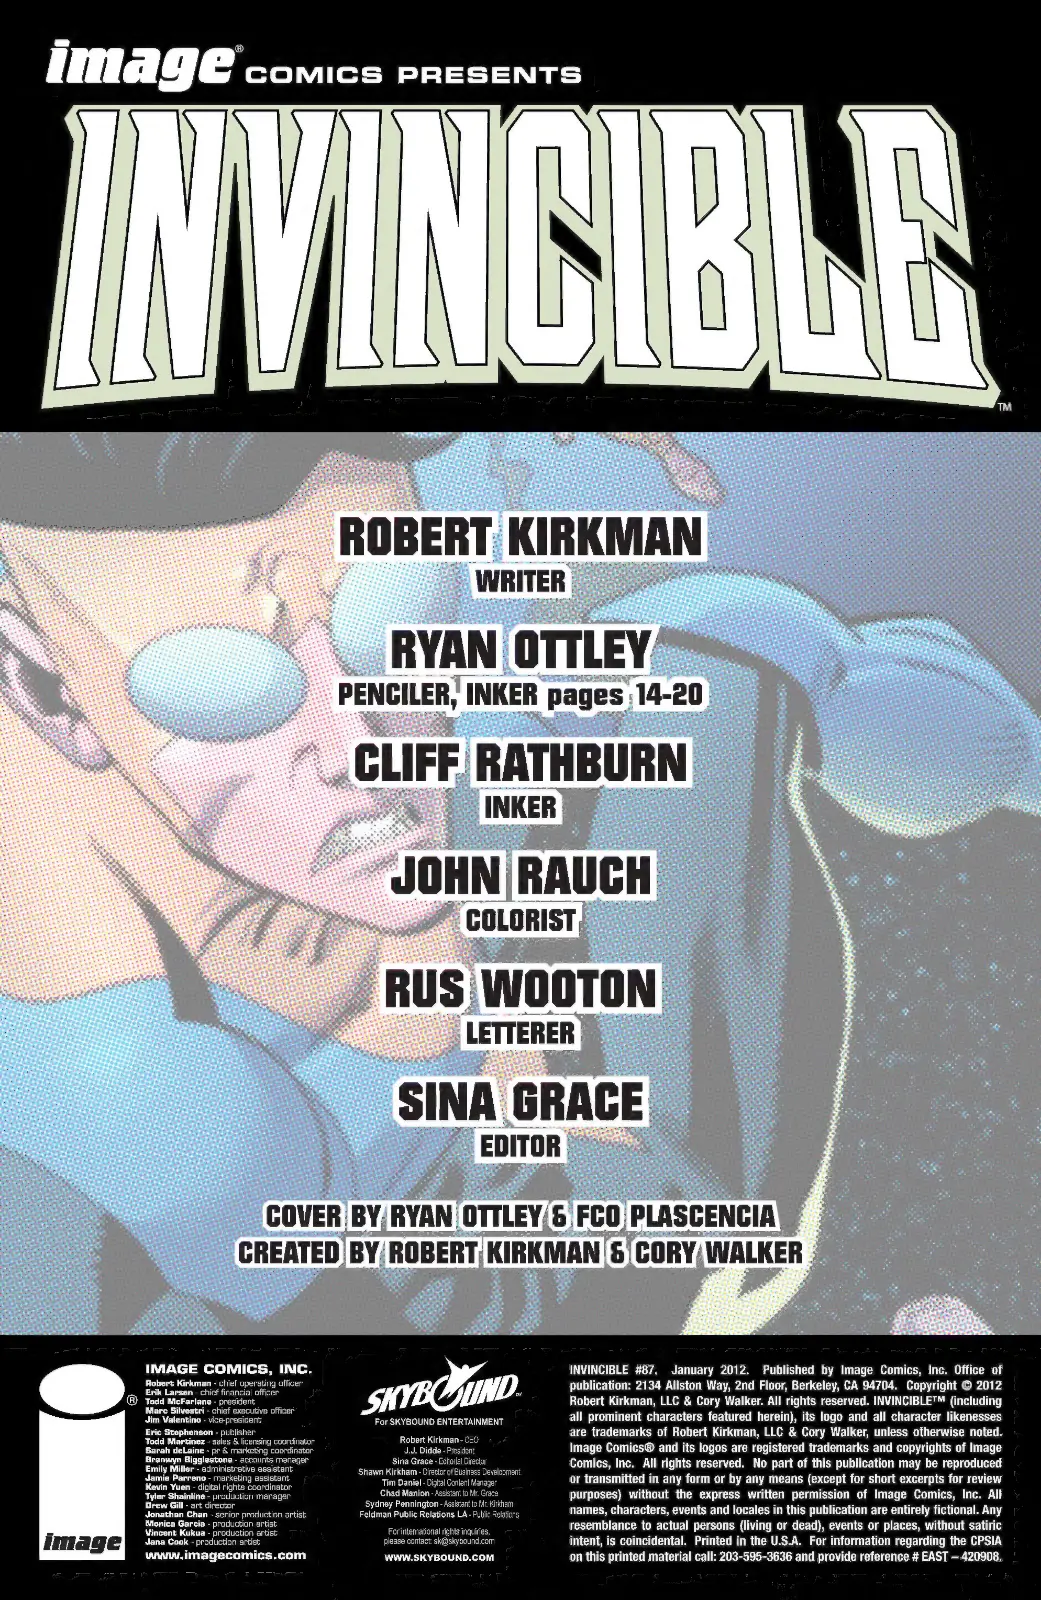 image® COMICS PRESENTS
INVINCIBLE™
ROBERT KIRKMAN
WRITER
RYAN OTTLEY
PENCILER, INKER pages 14-20
CLIFF RATHBURN
INKER
JOHN RAUCH
COLORIST
RUS WOOTON
LETTERER
SINA GRACE
EDITOR
COVER BY RYAN OTTLEY & FCO PLASCENCIA
CREATED BY ROBERT KIRKMAN & CORY WALKER
image
®
IMAGE COMICS, INC.
Robert Kirkman - chief operating officer
Erik Larsen - chief financial officer
Todd McFarlane - president
Marc Silvestri - chief executive officer
Jim Valentino - vice-president
Eric Stephenson - publisher
Todd Martinez - sales & licensing coordinator
Sarah deLaine - pr & marketing coordinator
Branwyn Bigglestone - accounts manager
Emily Miller - administrative assistant
Jamie Parreno - marketing assistant
Kevin Yuen - digital rights coordinator
Tyler Shainline - production manager
Drew Gill - art director
Jonathan Chan - senior production artist
Monica Garcia - production artist
Vincent Kukua - production artist
Jana Cook - production artist
www.imagecomics.com
SKYBOUND™
For SKYBOUND ENTERTAINMENT
Robert Kirkman - CEO
J.J. Didde - President
Sina Grace - Editorial Director
Shawn Kirkham - Director of Business Development
Tim Daniel - Digital Content Manager
Chad Manion - Assistant to Mr. Grace
Sydney Pennington - Assistant to Mr. Kirkham
Feldman Public Relations LA - Public Relations
For international rights inquiries,
please contact: sk@skybound.com
WWW.SKYBOUND.COM
INVINCIBLE #87. January 2012. Published by Image Comics, Inc. Office of
publication: 2134 Allston Way, 2nd Floor, Berkeley, CA 94704. Copyright © 2012
Robert Kirkman, LLC & Cory Walker. All rights reserved. INVINCIBLE™ (including
all prominent characters featured herein), its logo and all character likenesses
are trademarks of Robert Kirkman, LLC & Cory Walker, unless otherwise noted.
Image Comics® and its logos are registered trademarks and copyrights of Image
Comics, Inc. All rights reserved. No part of this publication may be reproduced
or transmitted in any form or by any means (except for short excerpts for review
purposes) without the express written permission of Image Comics, Inc. All
names, characters, events and locales in this publication are entirely fictional. Any
resemblance to actual persons (living or dead), events or places, without satiric
intent, is coincidental. Printed in the U.S.A. For information regarding the CPSIA
on this printed material call: 203-595-3636 and provide reference # EAST – 420908.